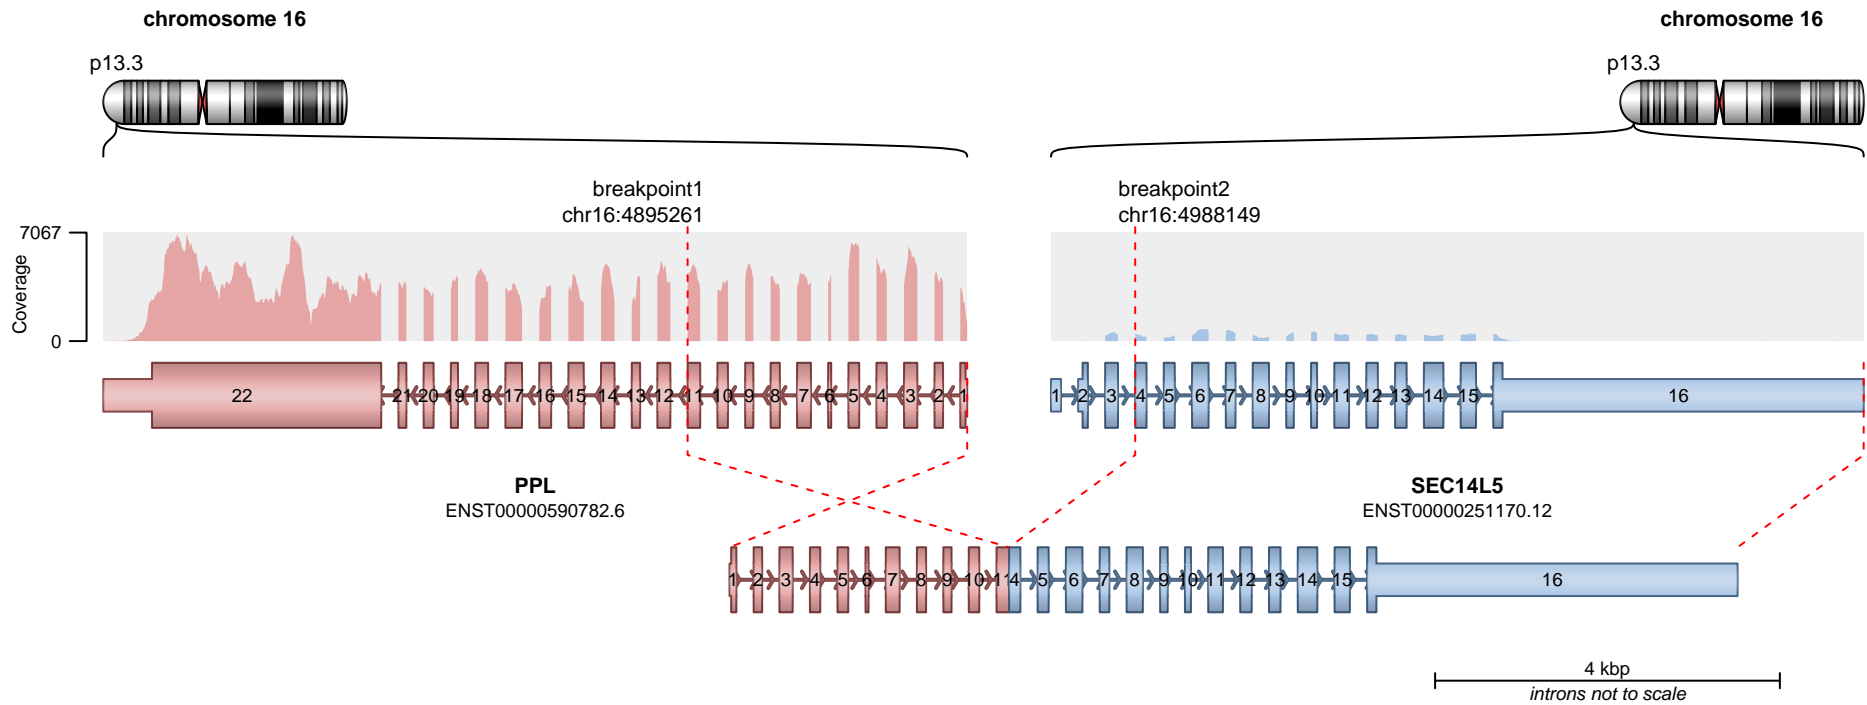 chromosome 16
chromosome 16
p13.3
p13.3
breakpoint1
chr16:4895261
breakpoint2
chr16:4988149
7067
Coverage
0
22 21 20 19 18 17 16 15 14 13 12 11 10 9 8 7 6 5 4 3 2 1
1 2 3 4 5 6 7 8 9 10 11 12 13 14 15 16
PPL
ENST00000590782.6
SEC14L5
ENST00000251170.12
1 2 3 4 5 6 7 8 9 10 11 4 5 6 7 8 9 10 11 12 13 14 15 16
4 kbp
introns not to scale